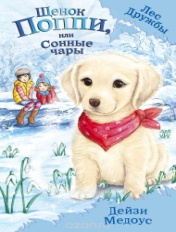 Щенок
Поппи,
или
Сонные
чары
Лес
Дружбы
Дейзи
Медоус